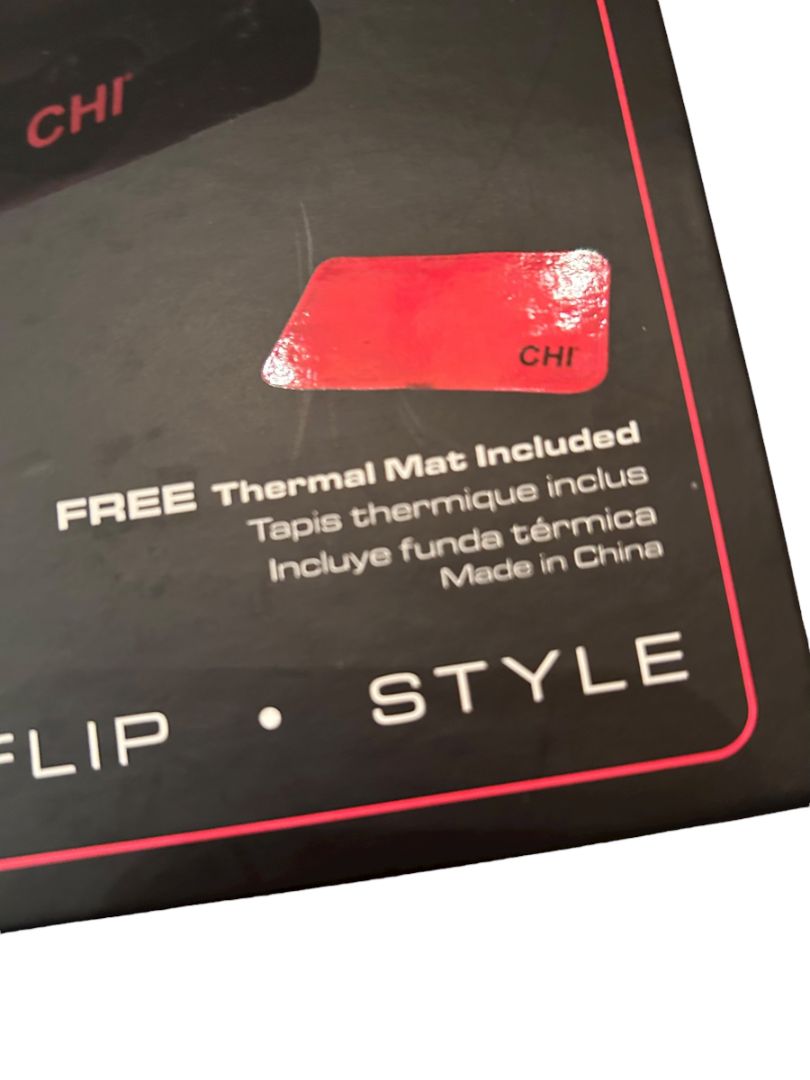 CHI
CHI
FREE Thermal Mat Included
Tapis thermique inclus
Incluye funda térmica
Made in China
FLIP • STYLE